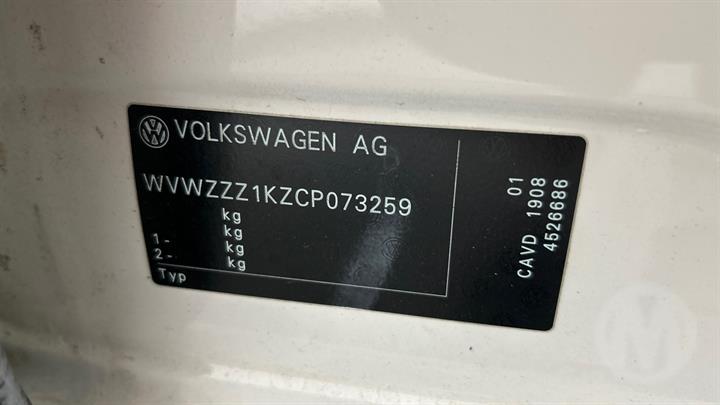 VOLKSWAGEN AG
WVWZZZ1KZCP073259
kg
kg
1- kg
2- kg
Typ
01
CAVD 1908
4526686